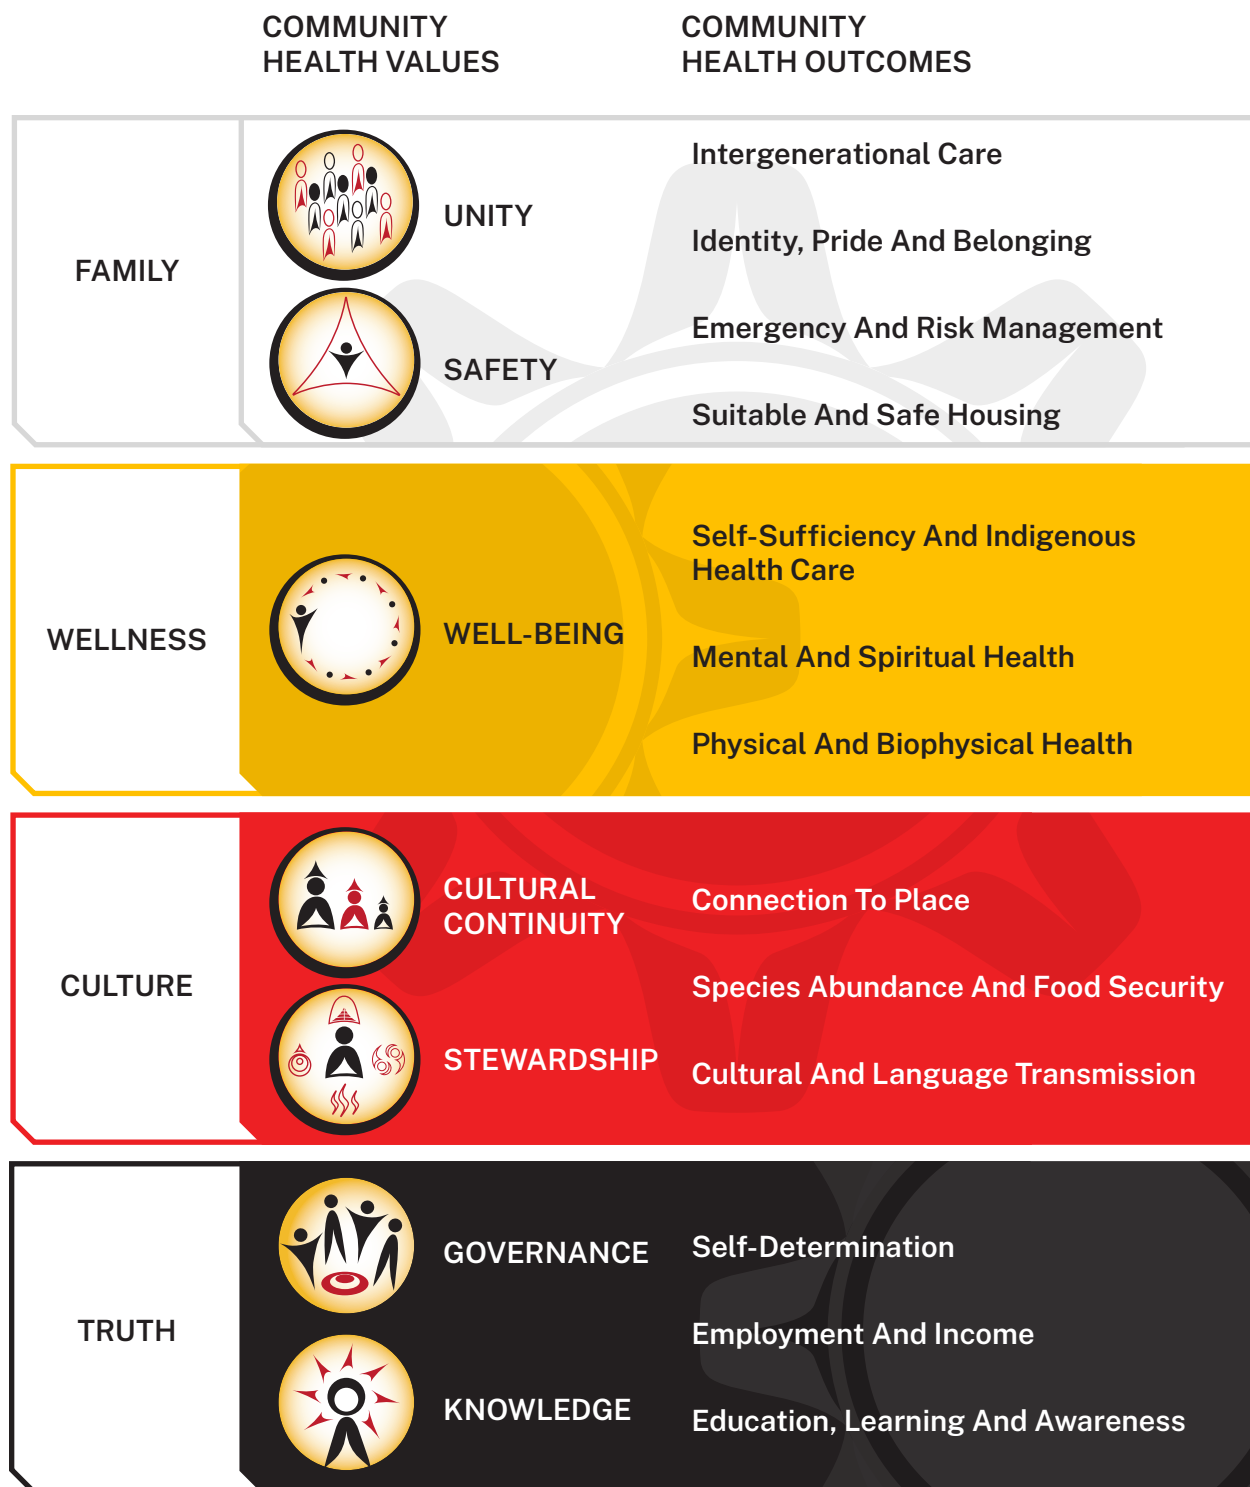 COMMUNITY
HEALTH VALUES
COMMUNITY
HEALTH OUTCOMES
FAMILY
UNITY
SAFETY
Intergenerational Care
Identity, Pride And Belonging
Emergency And Risk Management
Suitable And Safe Housing
WELLNESS
WELL-BEING
Self-Sufficiency And Indigenous
Health Care
Mental And Spiritual Health
Physical And Biophysical Health
CULTURE
CULTURAL
CONTINUITY
STEWARDSHIP
Connection To Place
Species Abundance And Food Security
Cultural And Language Transmission
TRUTH
GOVERNANCE
KNOWLEDGE
Self-Determination
Employment And Income
Education, Learning And Awareness